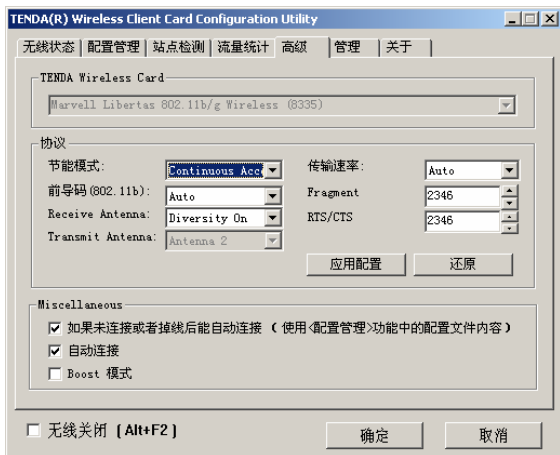 TENDA(R) Wireless Client Card Configuration Utility
无线状态 配置管理 站点检测 流量统计 高级 管理 关于
TENDA Wireless Card
Marvell Libertas 802.11b/g Wireless (8335)
协议
节能模式: Continuous Acc 传输速率: Auto
前导码(802.11b): Auto Fragment 2346
Receive Antenna: Diversity On RTS/CTS 2346
Transmit Antenna: Antenna 2
应用配置 还原
Miscellaneous
如果未连接或者掉线后能自动连接 (使用<配置管理>功能中的配置文件内容)
自动连接
Boost 模式
无线关闭 (Alt+F2) 确定 取消